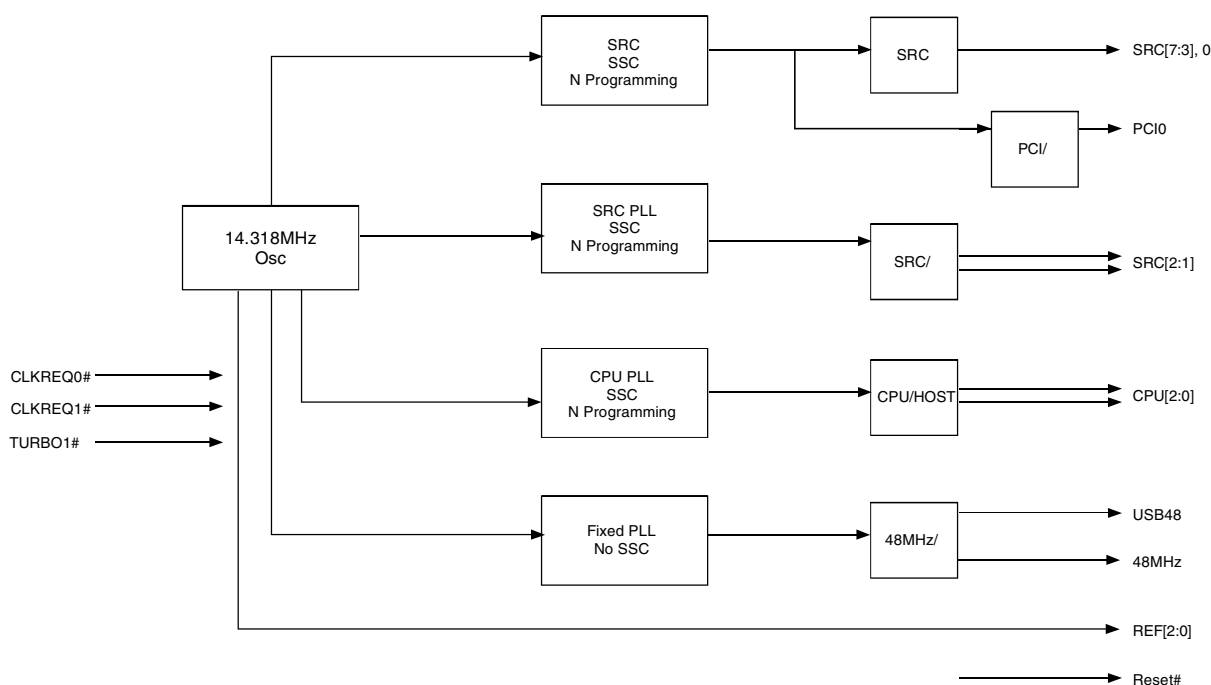 SRC
SSC
N Programming
SRC
SRC[7:3], 0
PCI/
PCI0
14.318MHz
Osc
SRC PLL
SSC
N Programming
SRC/
SRC[2:1]
CLKREQ0#
CLKREQ1#
TURBO1#
CPU PLL
SSC
N Programming
CPU/HOST
CPU[2:0]
Fixed PLL
No SSC
48MHz/
USB48
48MHz
REF[2:0]
Reset#